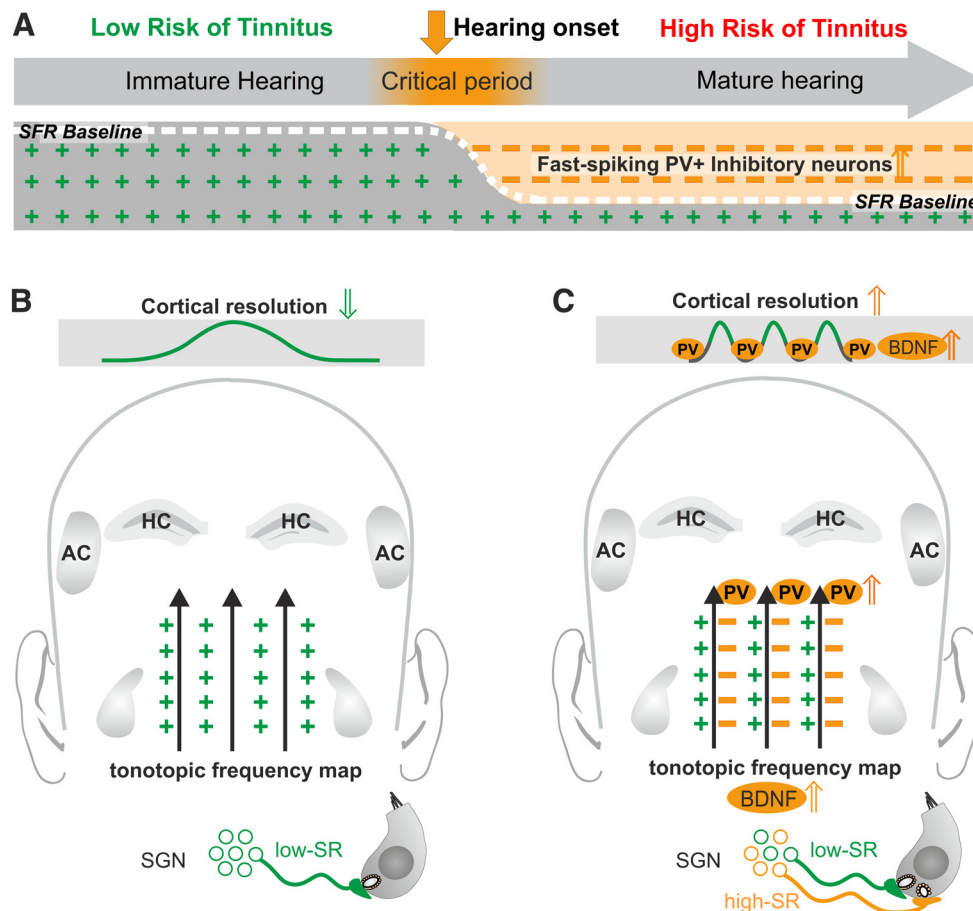 A
Low Risk of Tinnitus
Hearing onset
High Risk of Tinnitus
Immature Hearing
Critical period
Mature hearing
SFR Baseline
Fast-spiking PV+ Inhibitory neurons
SFR Baseline
B
Cortical resolution
HC
HC
AC
AC
tonotopic frequency map
SGN
low-SR
C
Cortical resolution
PV
PV
PV
PV
BDNF
HC
HC
AC
AC
PV
PV
PV
tonotopic frequency map
BDNF
SGN
low-SR
high-SR